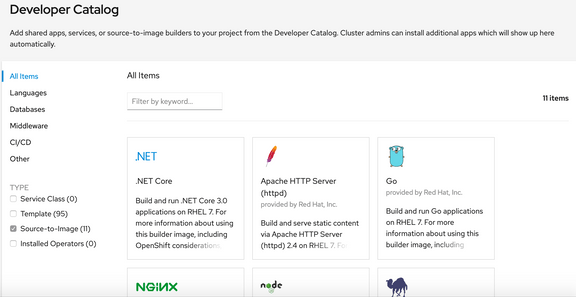 Developer Catalog
Add shared apps, services, or source-to-image builders to your project from the Developer Catalog. Cluster admins can install additional apps which will show up here
automatically.
All Items
Languages
Databases
Middleware
CI/CD
Other
TYPE
Service Class (0)
Template (95)
Source-to-Image (11)
Installed Operators (0)
All Items
Filter by keyword...
11 items
.NET
.NET Core
Build and run .NET Core 3.0
applications on RHEL 7. For
more information about using
this builder image, including
OpenShift considerations
Apache HTTP Server
(httpd)
provided by Red Hat, Inc.
Build and serve static content
via Apache HTTP Server
(httpd) 2.4 on RHEL 7. For
Go
provided by Red Hat, Inc.
Build and run Go applications
on RHEL 7. For more
information about using this
builder image, including
NGINX
node